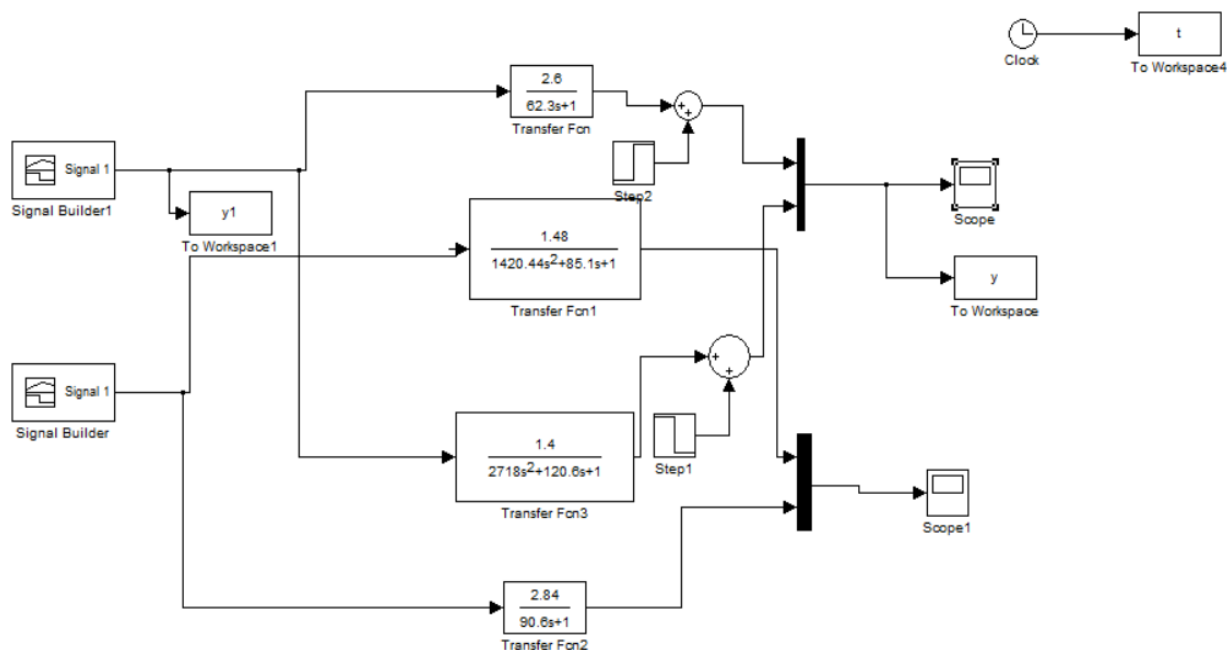 t
Clock
To Workspace4
2.6
62.3s+1
Transfer Fcn
+
+
Signal 1
Signal Builder1
y1
To Workspace1
Step2
Scope
1.48
1420.44s2+85.1s+1
Transfer Fcn1
y
To Workspace
+
+
Signal 1
Signal Builder
1.4
2718s2+120.6s+1
Transfer Fcn3
Step1
Scope1
2.84
90.6s+1
Transfer Fcn2